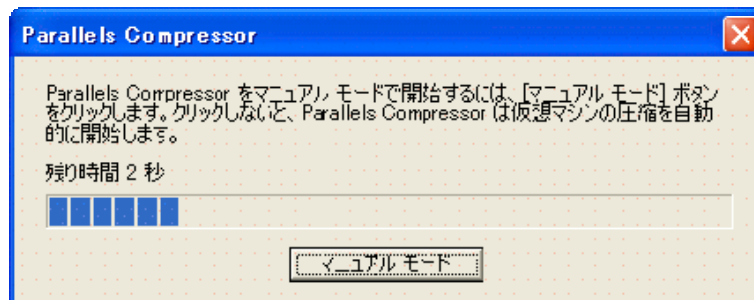 Parallels Compressor
Parallels Compressor をマニュアル モードで開始するには、[マニュアル モード] ボタン
をクリックします。クリックしないと、Parallels Compressor は仮想マシンの圧縮を自動
的に開始します。
残り時間 2 秒
マニュアル モード